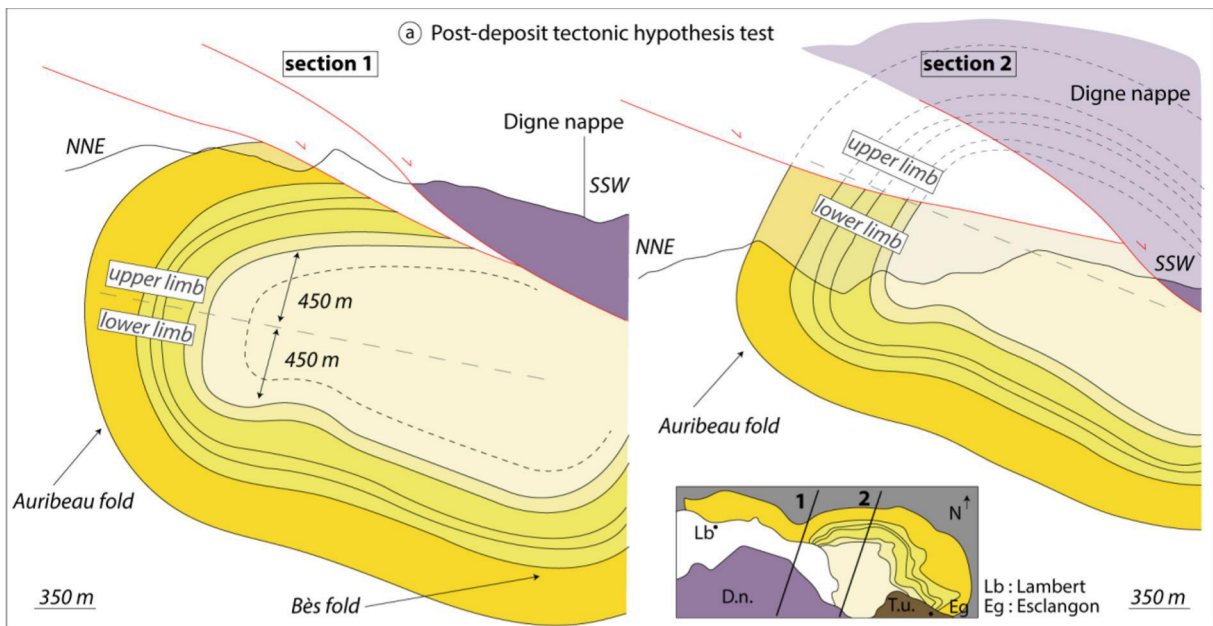 a Post-deposit tectonic hypothesis test
section 1
NNE
Digne nappe
SSW
upper limb
lower limb
450 m
450 m
Auribeau fold
Bès fold
350 m
section 2
Digne nappe
upper limb
lower limb
NNE
SSW
Auribeau fold
1
2
N
Lb
D.n.
T.u.
Eg
Lb : Lambert
Eg : Esclangon
350 m